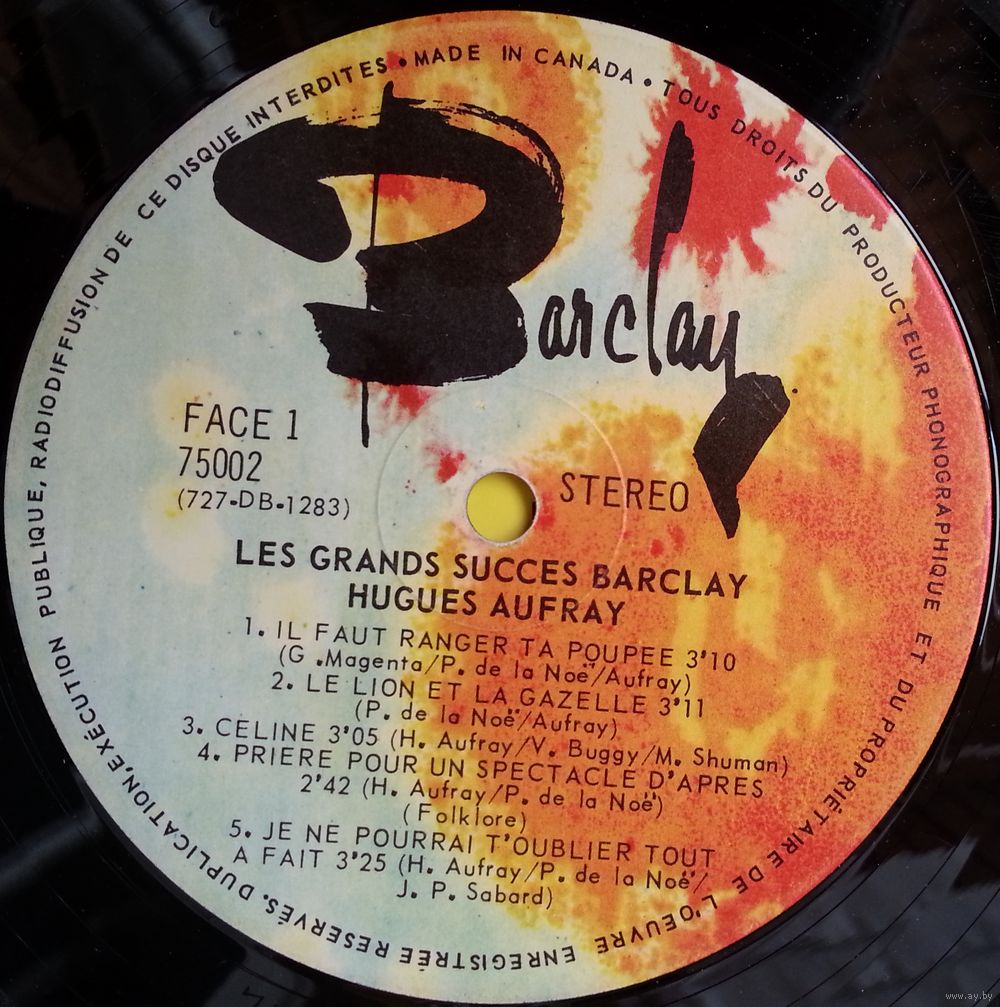 CE DISQUE INTERDITES • MADE IN CANADA • TOUS DROITS DU PRODUCTEUR PHONOGRAPHIQUE ET DU PROPRIÉTAIRE DE L'OEUVRE ENREGISTRÉE RESERVÉS. DUPLICATION, EXÉCUTION PUBLIQUE, RADIODIFFUSION DE
Barclay
FACE 1
75002
(727-DB-1283)
STEREO
LES GRANDS SUCCES BARCLAY
HUGUES AUFRAY
1. IL FAUT RANGER TA POUPEE 3'10
(G .Magenta/P. de la Noë/Aufray)
2. LE LION ET LA GAZELLE 3'11
(P. de la Noë/Aufray)
3. CELINE 3'05 (H. Aufray/V. Buggy/M. Shuman)
4. PRIERE POUR UN SPECTACLE D'APRES
2'42 (H. Aufray/P. de la Noë)
(Folklore)
5. JE NE POURRAI T'OUBLIER TOUT
A FAIT 3'25 (H. Aufray/P. de la Noë/
J. P. Sabard)
www.ay.by